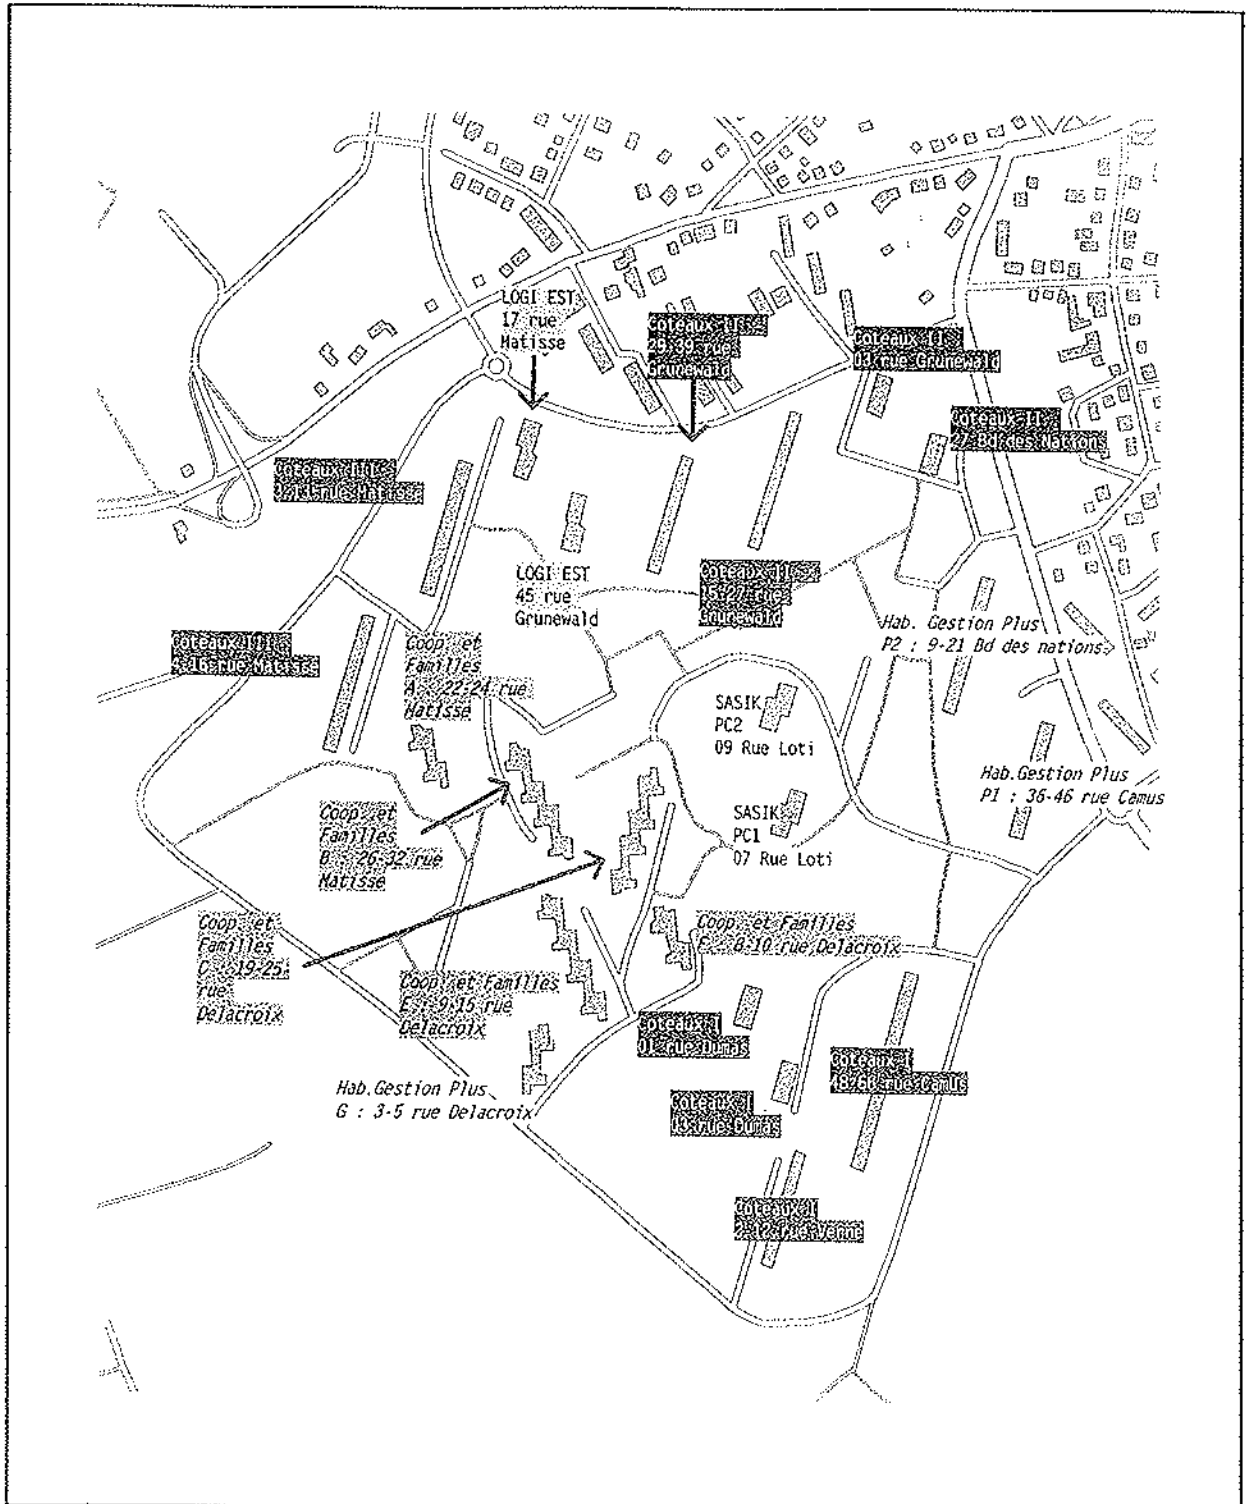 LOGI EST
17 rue
Matisse
Coteaux II
29-39 rue
Grunewald
Coteaux II
03 rue Grunewald
Coteaux II
27 Bd des Nations
Coteaux III
rue Matisse
LOGI EST
45 rue
Grunewald
Coteaux II
15-27 rue
Grunewald
Hab. Gestion Plus
P2 : 9-21 Bd des nations
Coteaux III
4-16 rue Matisse
Coop. et
Familles
A : 22-24 rue
Matisse
SASIK
PC2
09 Rue Loti
Hab.Gestion Plus
P1 : 36-46 rue Camus
Coop. et
Familles
B : 26-32 rue
Matisse
SASIK
PC1
07 Rue Loti
Coop. et
Familles
C : 19-25
rue
Delacroix
Coop. et Familles
8-10 rue Delacroix
Coop. et Familles
9-15 rue
Delacroix
Coteaux I
01 rue Dumas
Coteaux I
rue Camus
Hab.Gestion Plus
G : 3-5 rue Delacroix
Coteaux I
03 rue Dumas
Coteaux I
2-12 rue Verne